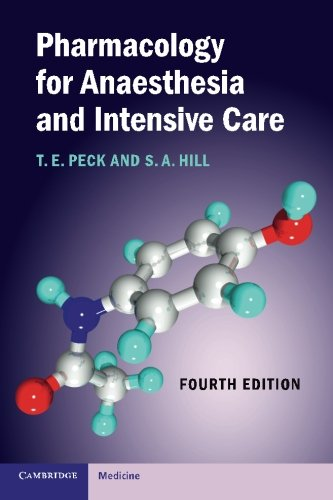 Pharmacology
for Anaesthesia
and Intensive Care
T. E. PECK AND S. A. HILL
FOURTH EDITION
CAMBRIDGE Medicine